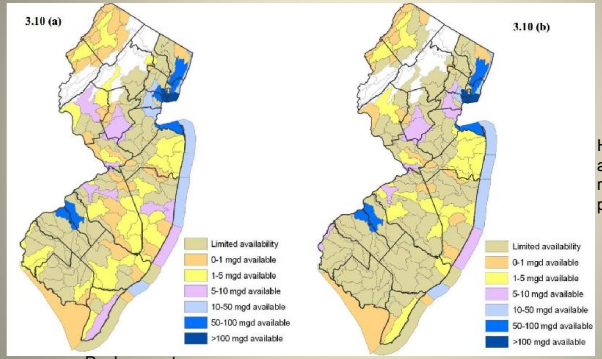 3.10 (a)
Limited availability
0-1 mgd available
1-5 mgd available
5-10 mgd available
10-50 mgd available
50-100 mgd available
>100 mgd available
3.10 (b)
Limited availability
0-1 mgd available
1-5 mgd available
5-10 mgd available
10-50 mgd available
50-100 mgd available
>100 mgd available